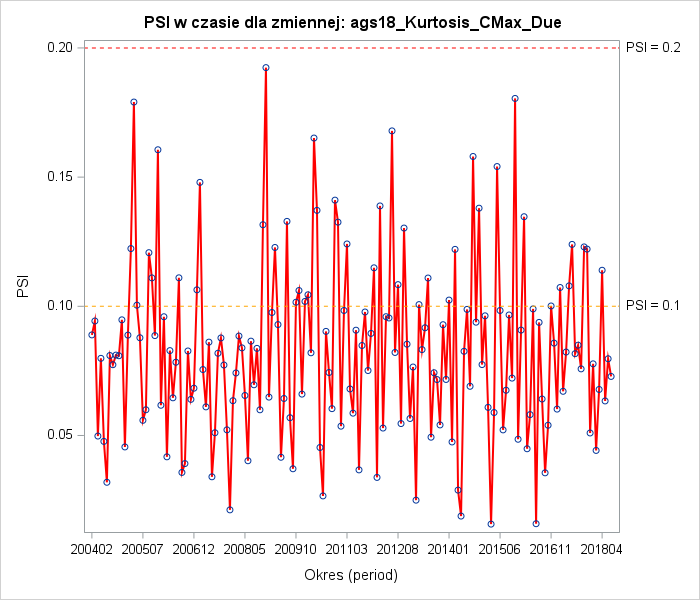 PSI w czasie dla zmiennej: ags18_Kurtosis_CMax_Due
0.20
PSI = 0.2
0.15
PSI
0.10
PSI = 0.1
0.05
200402 200507 200612 200805 200910 201103 201208 201401 201506 201611 201804
Okres (period)